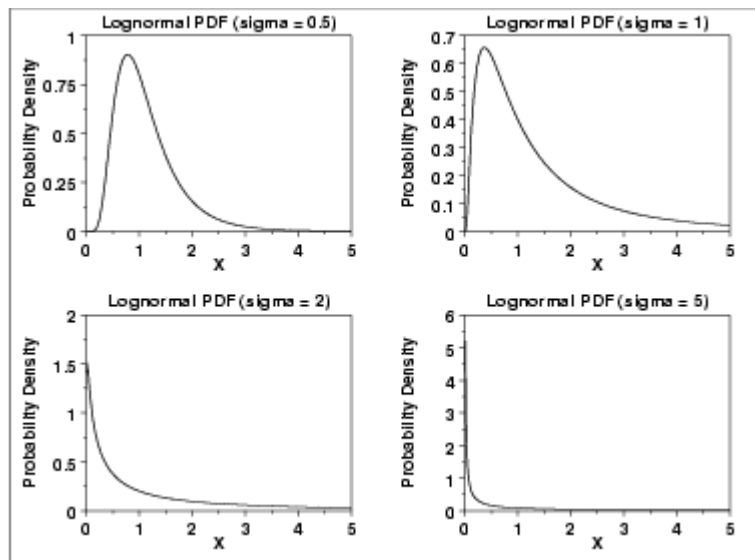 Lognormal PDF (sigma = 0.5)
Probability Density
1
0.75
0.5
0.25
0
0 1 2 3 4 5
X
Lognormal PDF (sigma = 1)
Probability Density
0.7
0.6
0.5
0.4
0.3
0.2
0.1
0
0 1 2 3 4 5
X
Lognormal PDF (sigma = 2)
Probability Density
2
1.5
1
0.5
0
0 1 2 3 4 5
X
Lognormal PDF (sigma = 5)
Probability Density
6
5
4
3
2
1
0
0 1 2 3 4 5
X